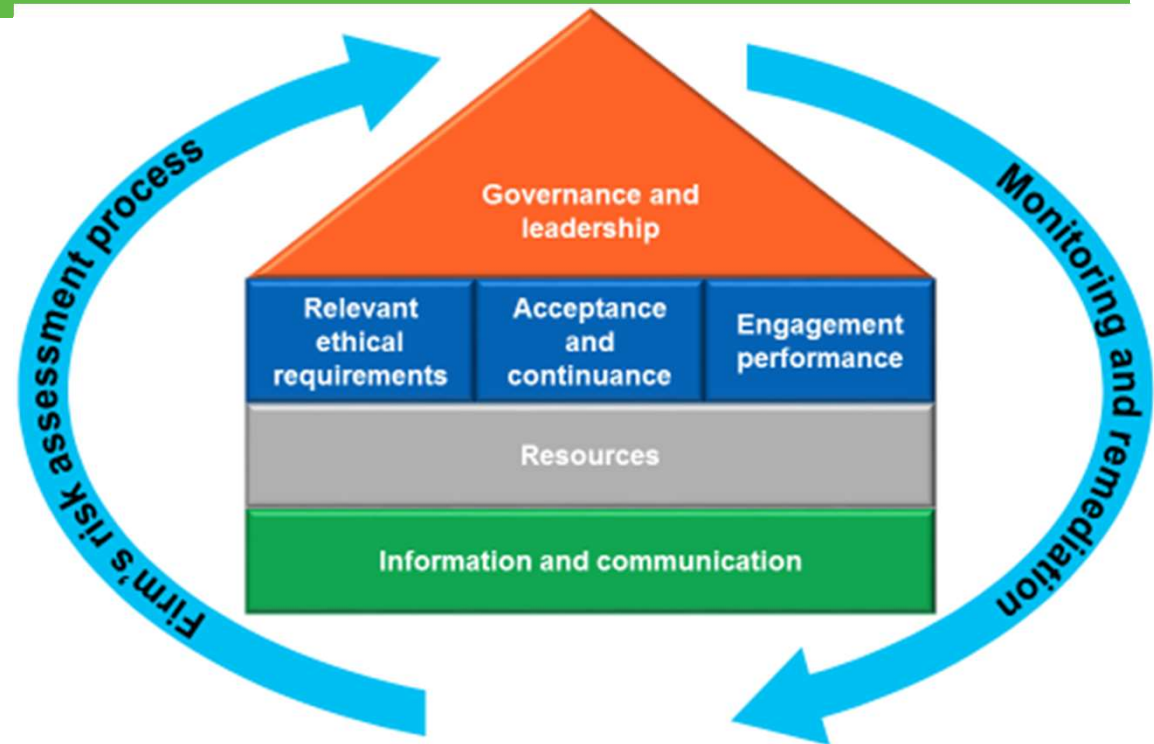 Governance and
leadership
Relevant
ethical
requirements
Acceptance
and
continuance
Engagement
performance
Resources
Information and communication
Firm's risk assessment process
Monitoring and remediation